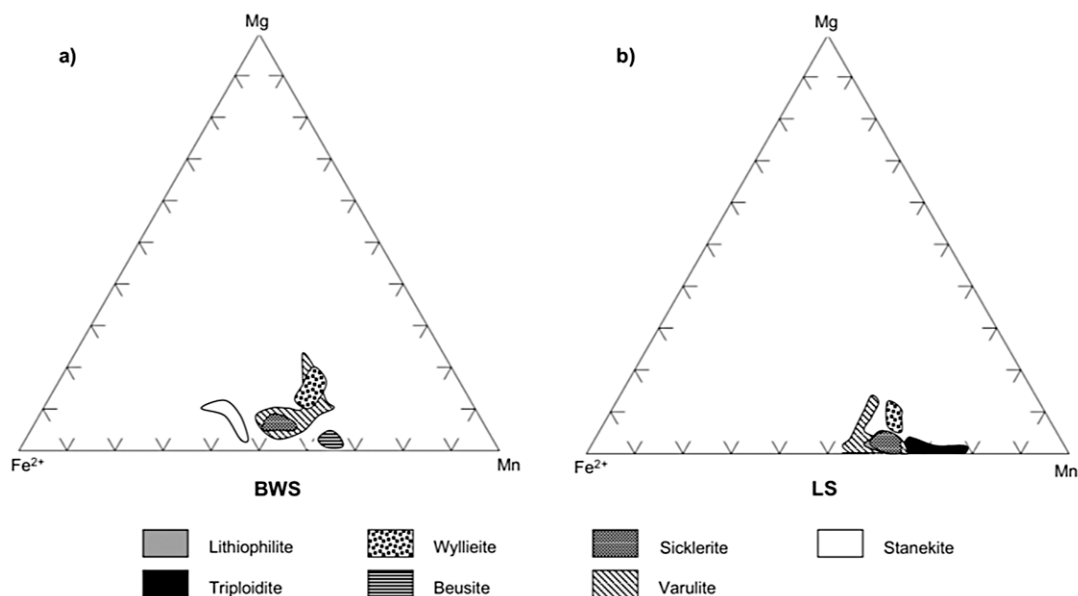 Mg
Mg
a)
b)
Fe2+
Mn
Fe2+
Mn
BWS
LS
Lithiophilite
Wyllieite
Sicklerite
Stanekite
Triploidite
Beusite
Varulite